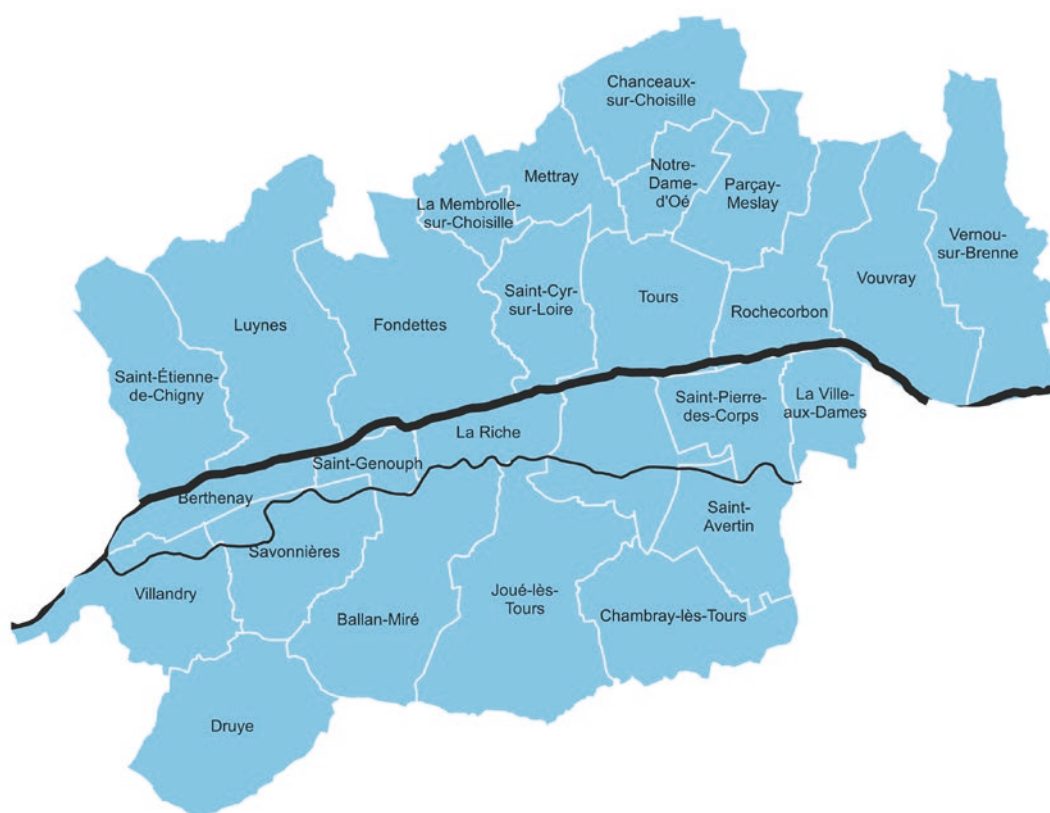 Chanceaux-
sur-Choisille
Mettray
Notre-
Dame-
d'Oé
Parçay-
Meslay
La Membrolle-
sur-Choisille
Vernou-
sur-Brenne
Vouvray
Saint-Cyr-
sur-Loire
Tours
Rochecorbon
Luynes
Fondettes
Saint-Étienne-
de-Chigny
Saint-Pierre-
des-Corps
La Ville-
aux-Dames
La Riche
Saint-Genouph
Berthenay
Saint-
Avertin
Savonnières
Villandry
Ballan-Miré
Joué-lès-
Tours
Chambray-lès-Tours
Druye